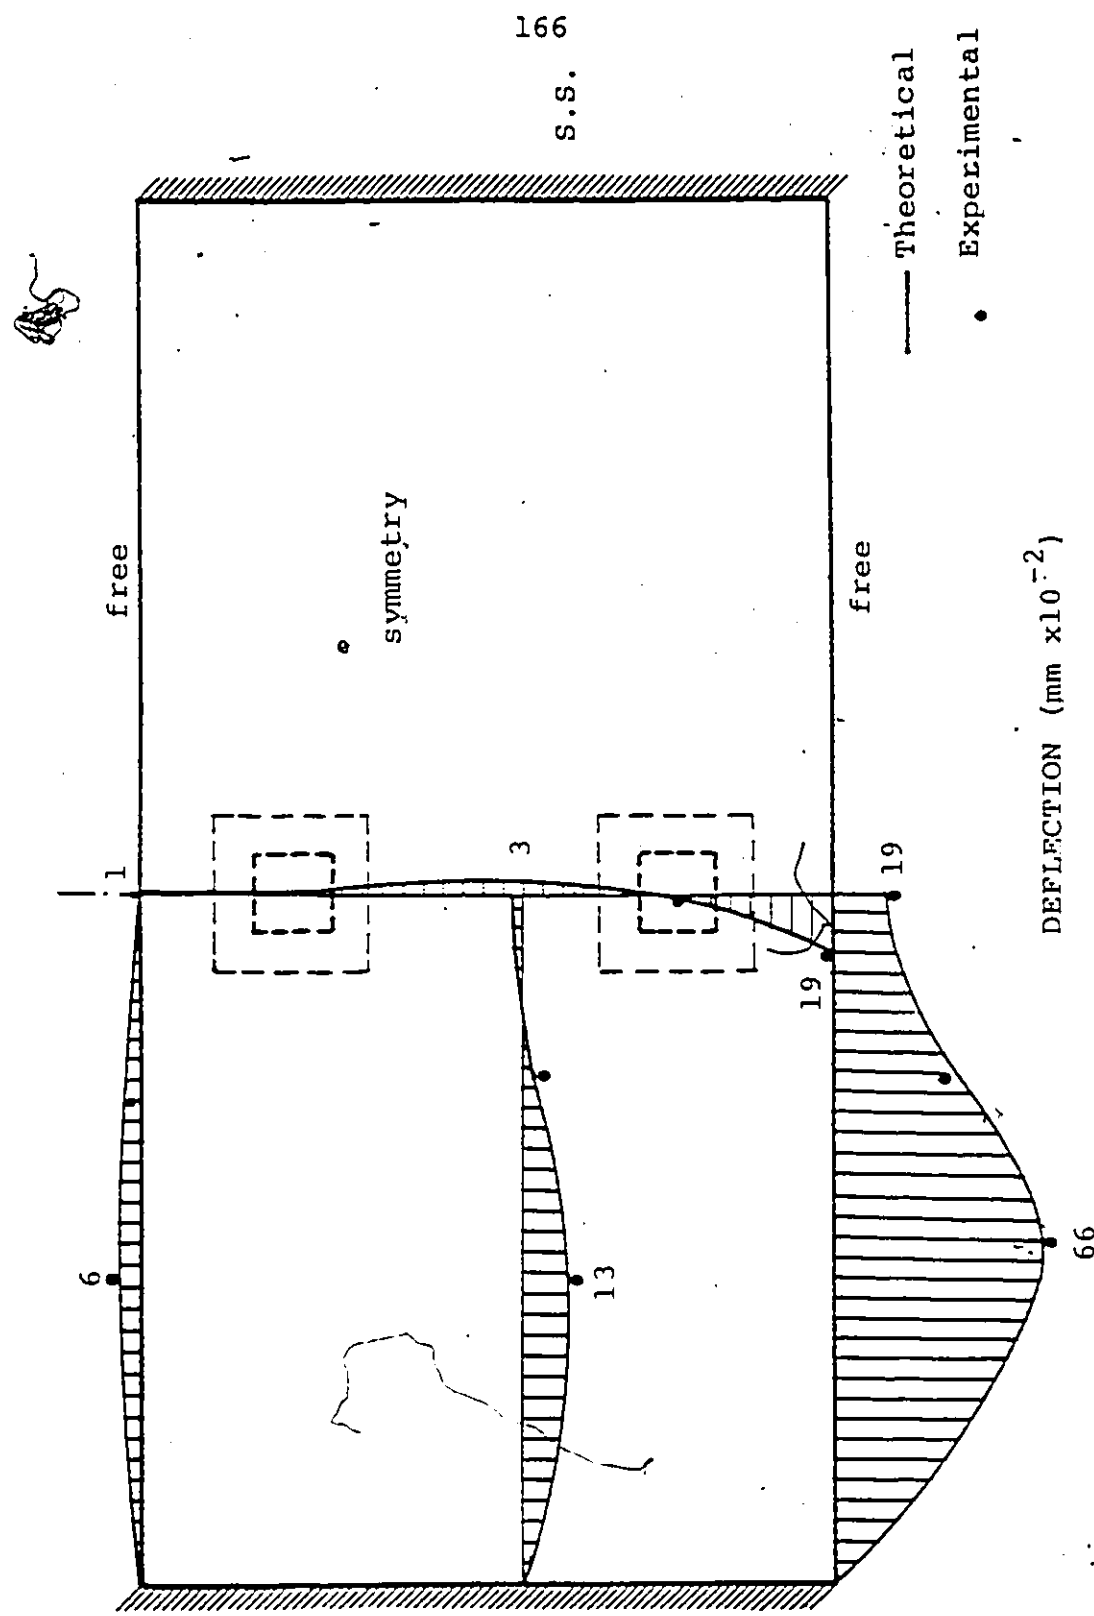 166
s.s.
Theoretical
Experimental
free
symmetry
free
1
3
19
19
6
13
66
DEFLECTION (mm x10⁻²)